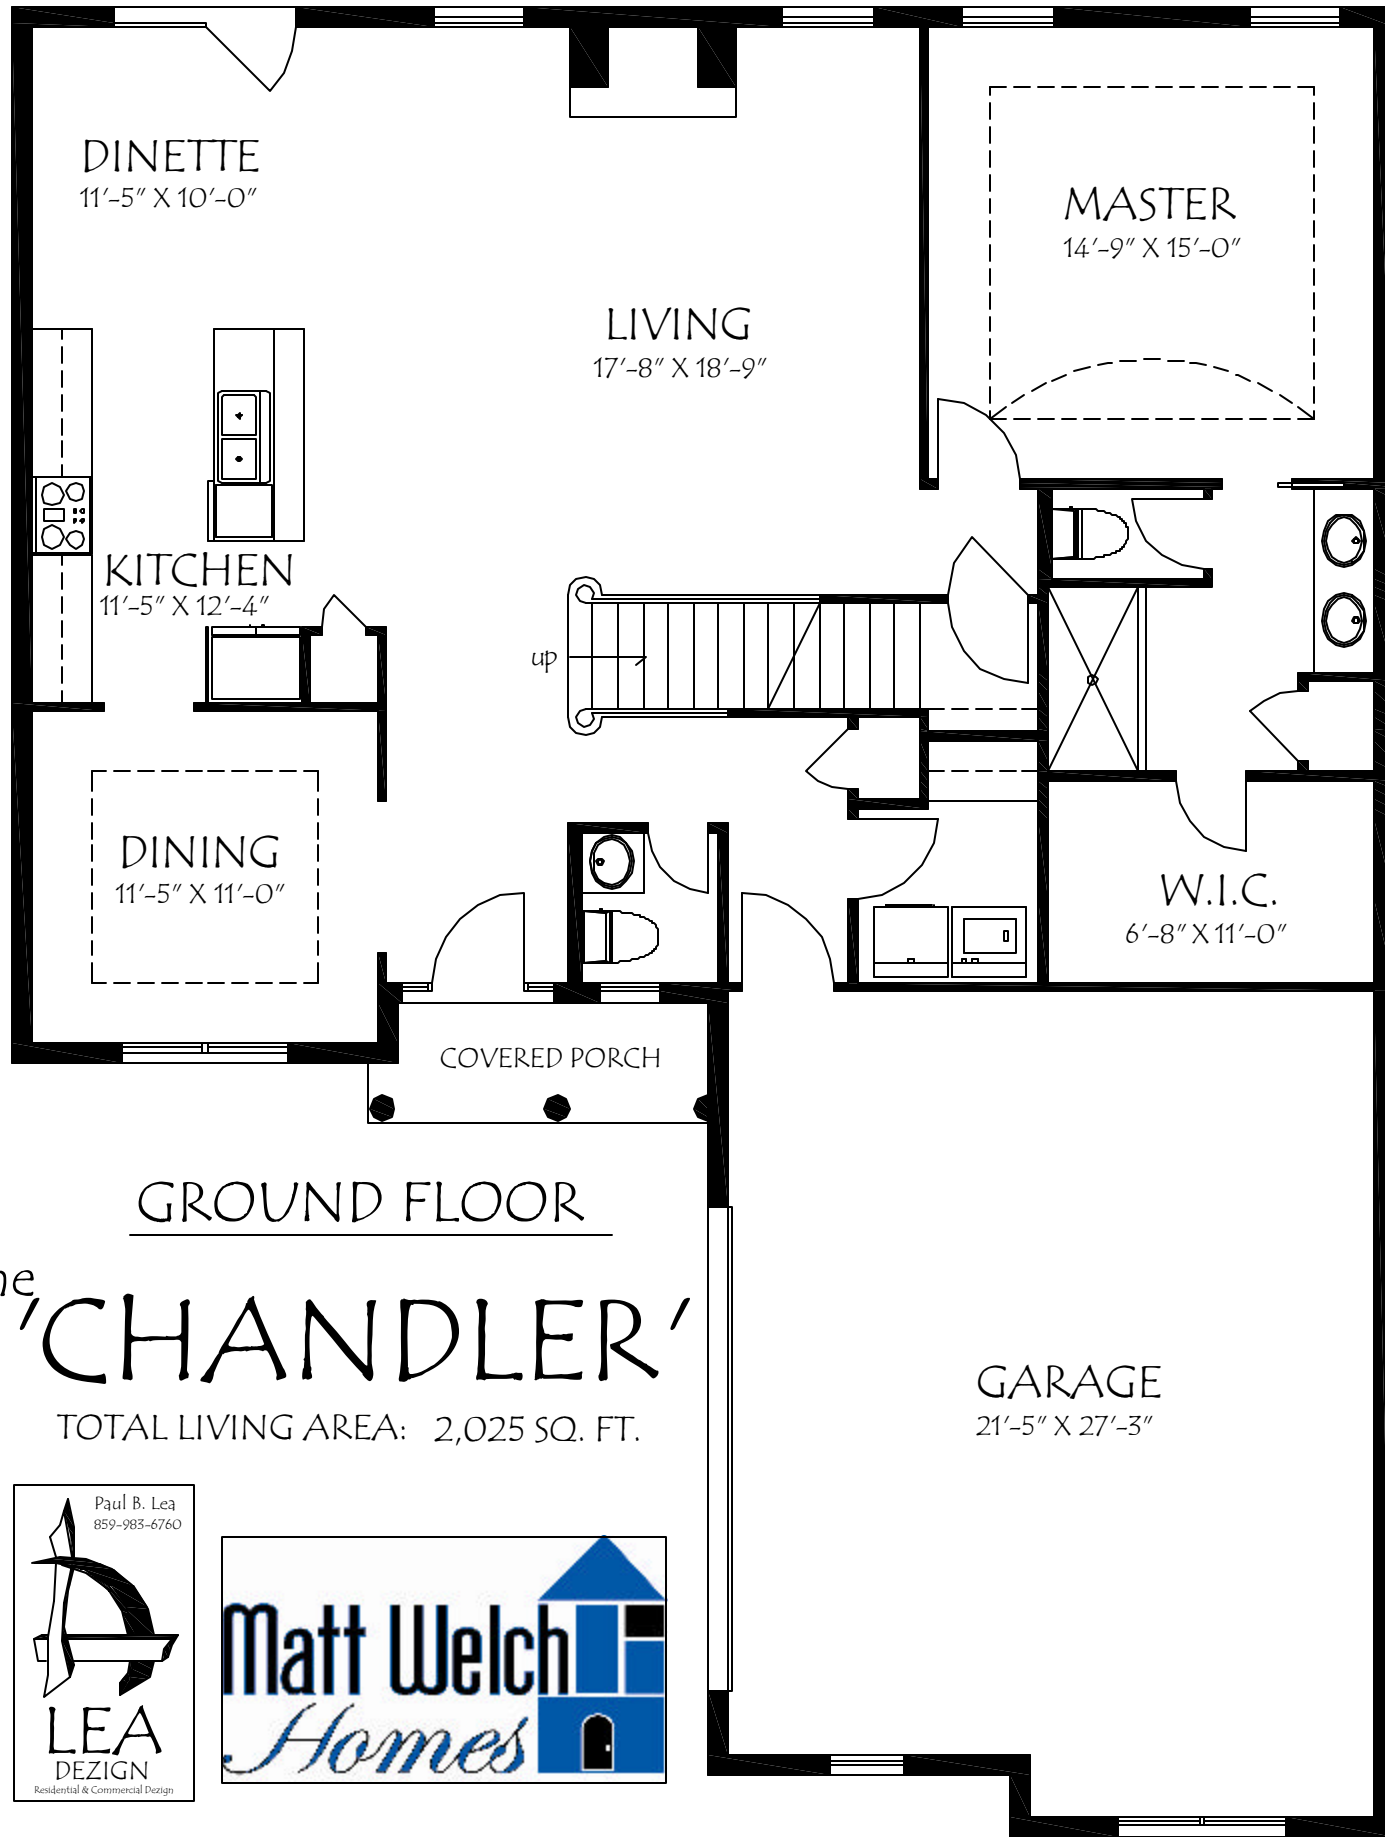 DINETTE
11'-5" X 10'-0"
MASTER
14'-9" X 15'-0"
LIVING
17'-8" X 18'-9"
KITCHEN
11'-5" X 12'-4"
up
DINING
11'-5" X 11'-0"
W.I.C.
6'-8" X 11'-0"
COVERED PORCH
GROUND FLOOR
he
'CHANDLER'
TOTAL LIVING AREA: 2,025 SQ. FT.
GARAGE
21'-5" X 27'-3"
Paul B. Lea
859-983-6760
LEA
DEZIGN
Residential & Commercial Dezign
Matt Welch
Homes